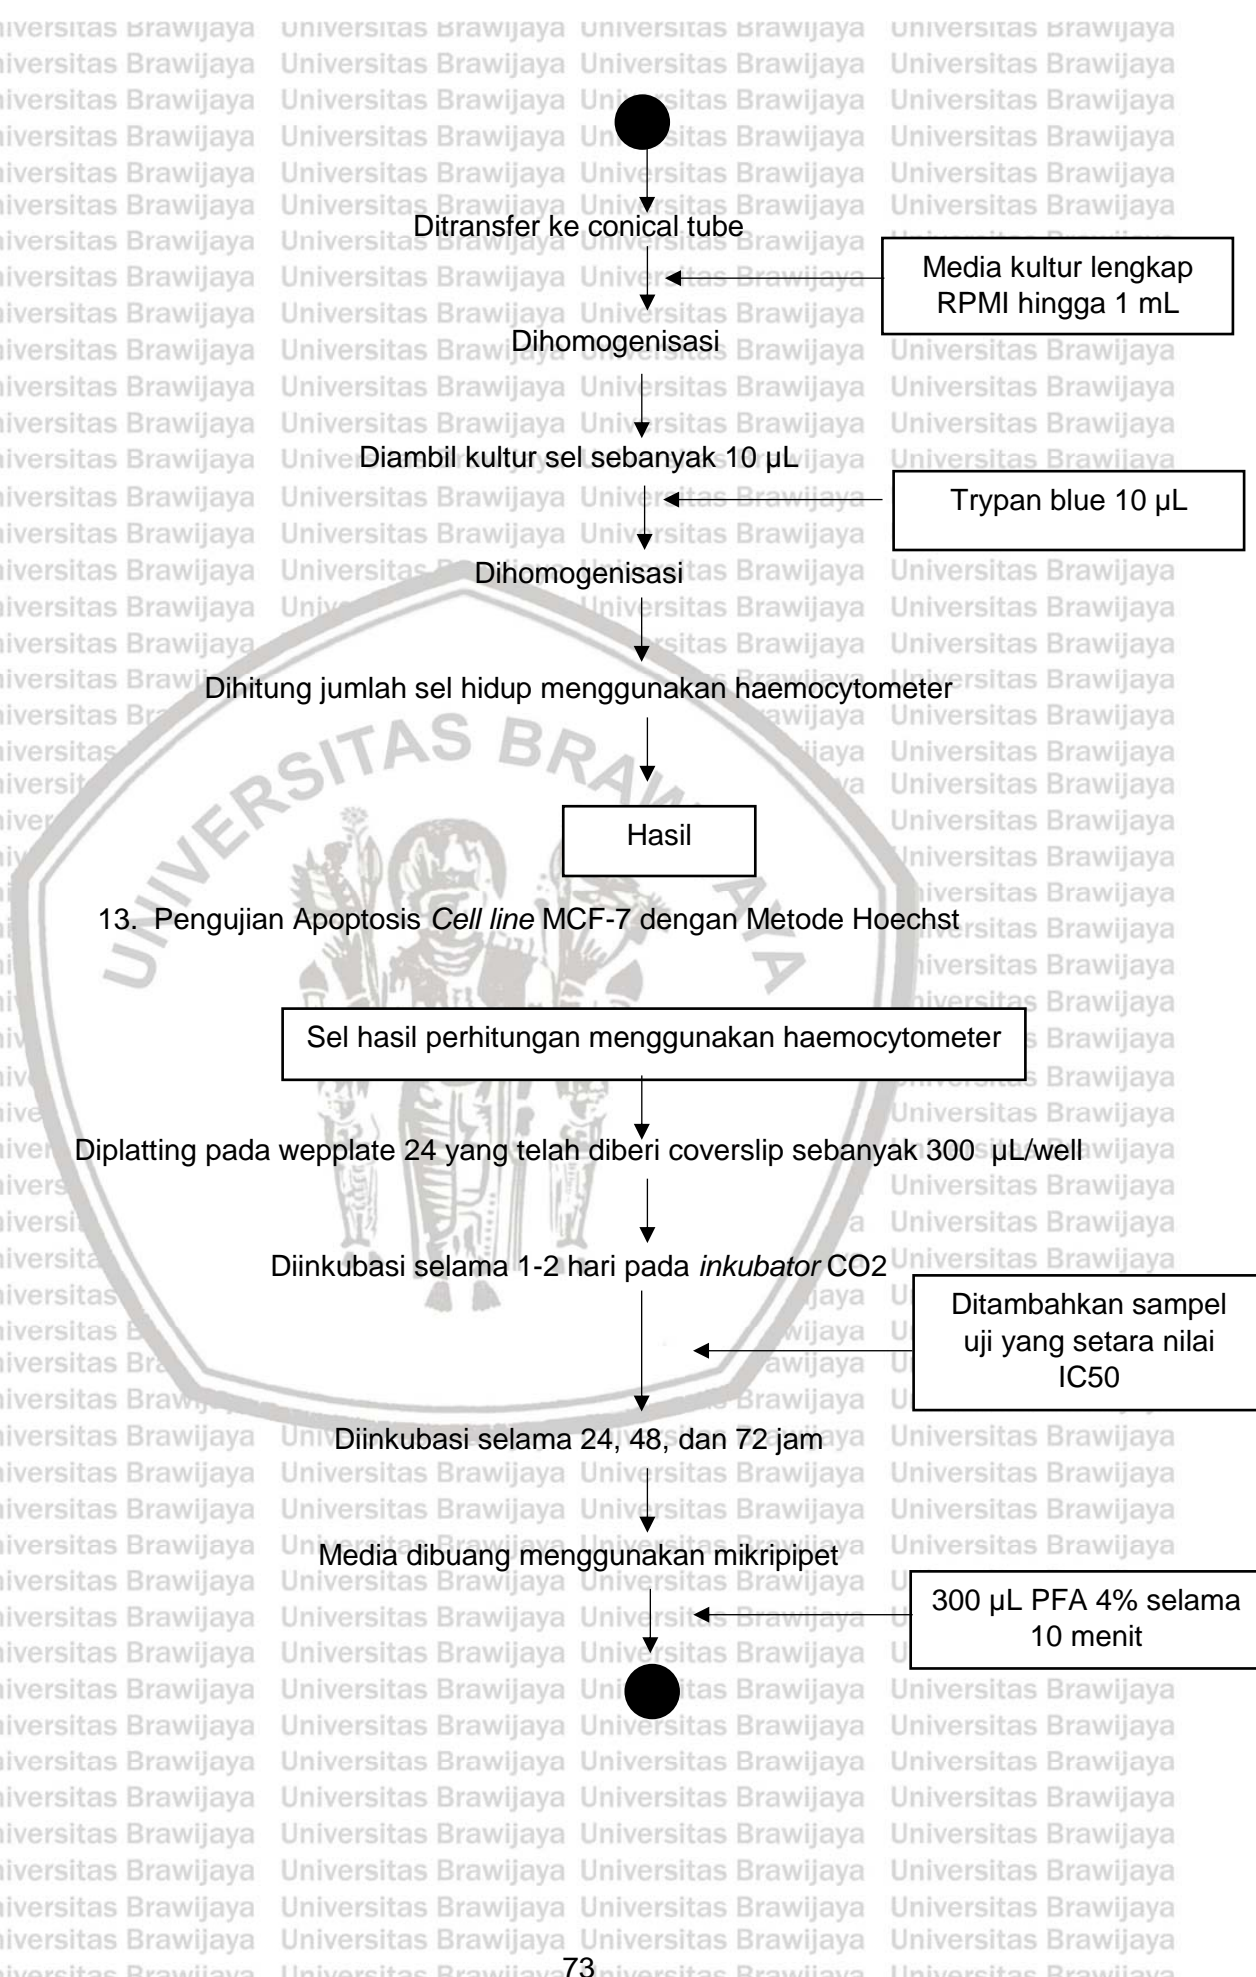 Ditransfer ke conical tube
Media kultur lengkap
RPMI hingga 1 mL
Dihomogenisasi
Diambil kultur sel sebanyak 10 µL
Trypan blue 10 µL
Dihomogenisasi
Dihitung jumlah sel hidup menggunakan haemocytometer
Hasil
13. Pengujian Apoptosis Cell line MCF-7 dengan Metode Hoechst
Sel hasil perhitungan menggunakan haemocytometer
Diplatting pada wepplate 24 yang telah diberi coverslip sebanyak 300 µL/well
Diinkubasi selama 1-2 hari pada inkubator CO2
Ditambahkan sampel
uji yang setara nilai
IC50
Diinkubasi selama 24, 48, dan 72 jam
Media dibuang menggunakan mikripipet
300 µL PFA 4% selama
10 menit
73
UNIVERSITAS BRAWIJAYA